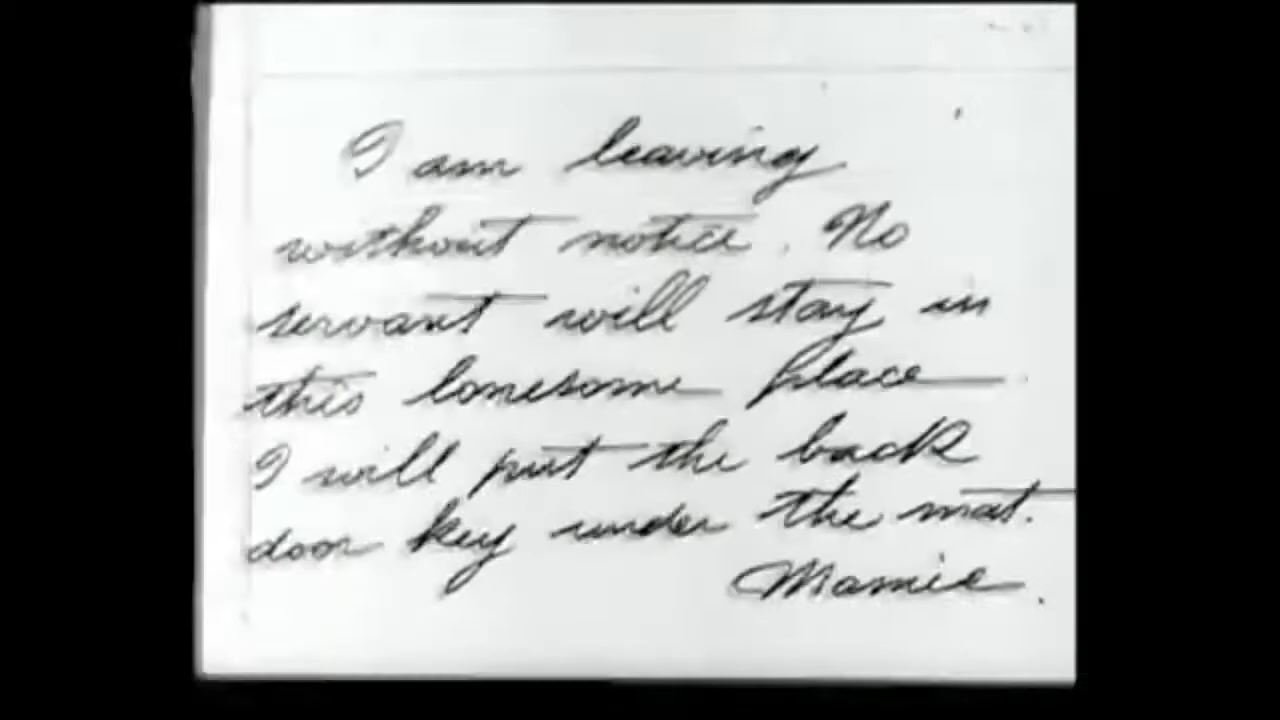 I am leaving
without notice. No
servant will stay in
this lonesome place
I will put the back
door key under the mat.
Mamie.